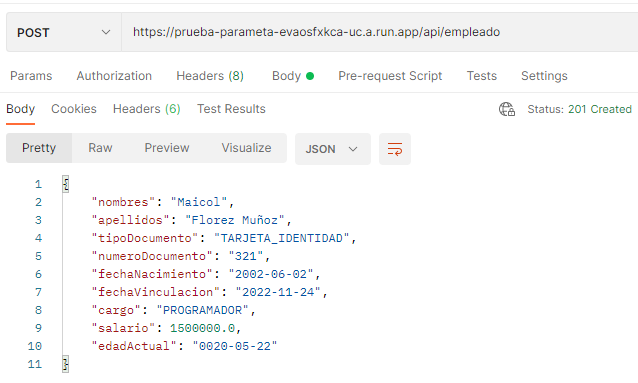 POST https://prueba-parameta-evaosfxkca-uc.a.run.app/api/empleado
Params Authorization Headers (8) Body Pre-request Script Tests Settings
Body Cookies Headers (6) Test Results Status: 201 Created
Pretty Raw Preview Visualize JSON
1 {
2 "nombres": "Maicol",
3 "apellidos": "Florez Muñoz",
4 "tipoDocumento": "TARJETA_IDENTIDAD",
5 "numeroDocumento": "321",
6 "fechaNacimiento": "2002-06-02",
7 "fechaVinculacion": "2022-11-24",
8 "cargo": "PROGRAMADOR",
9 "salario": 1500000.0,
10 "edadActual": "0020-05-22"
11 }